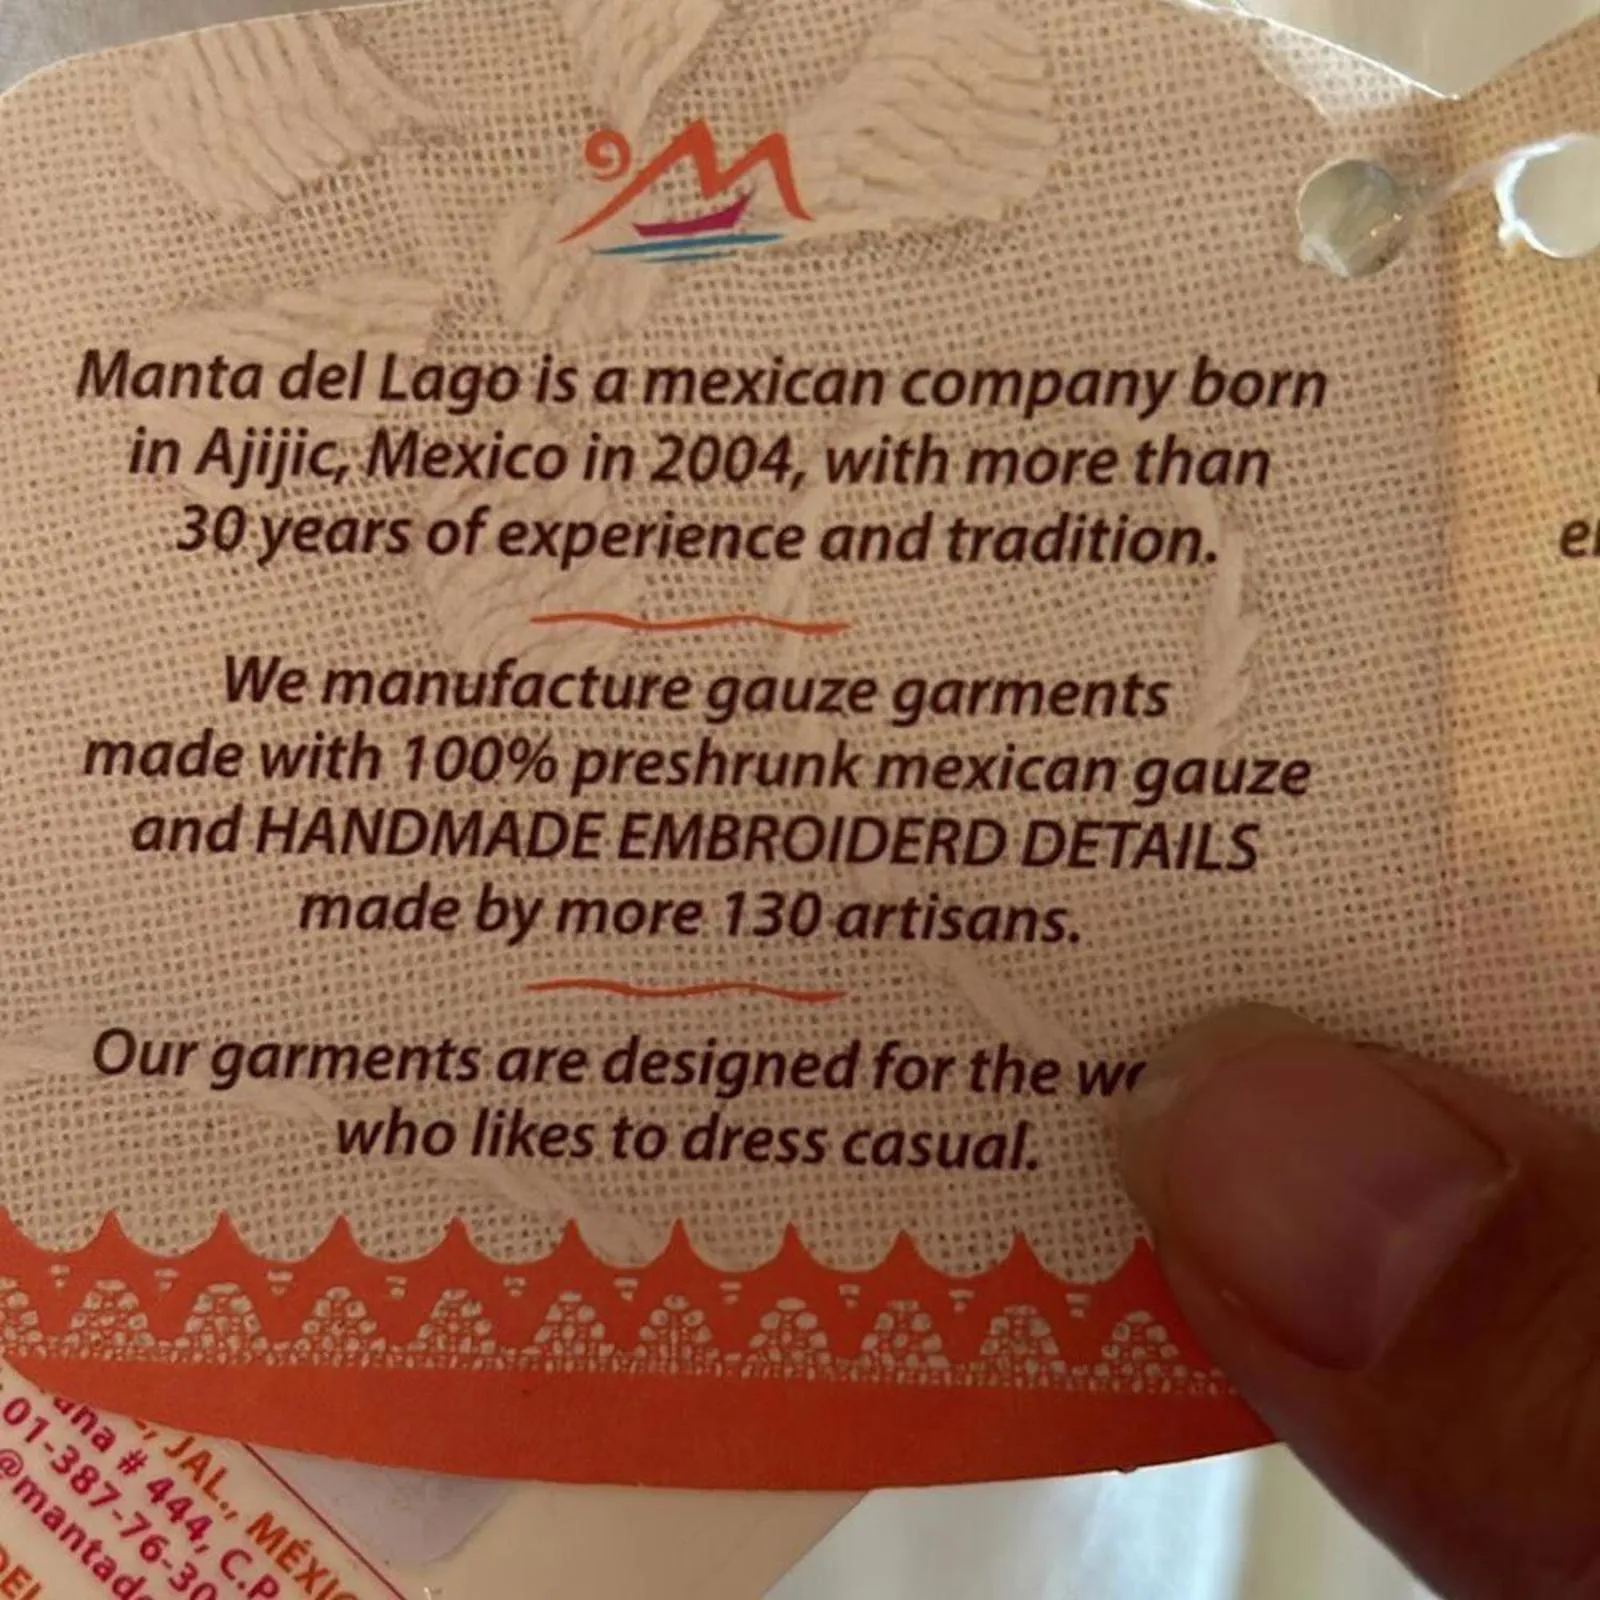 Manta del Lago is a mexican company born
in Ajijic, Mexico in 2004, with more than
30 years of experience and tradition.
We manufacture gauze garments
made with 100% preshrunk mexican gauze
and HANDMADE EMBROIDERD DETAILS
made by more 130 artisans.
Our garments are designed for the
who likes to dress casual.
JAL., MÉXIC
# 444, C.P.
01-387-76-30
@mantade
DEL